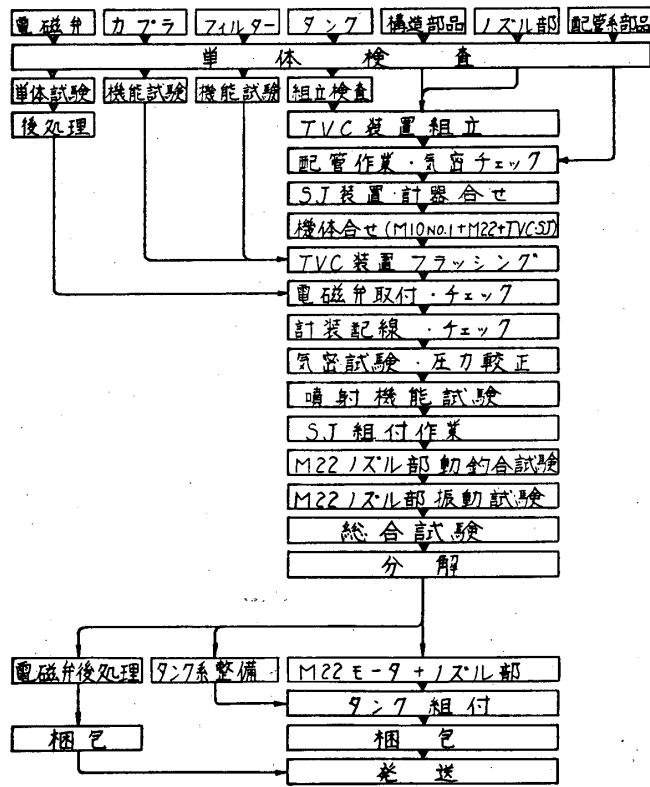 電磁弁 カプラ フィルター タンク 構造部品 ノズル部 配管系部品
単体検査
単体試験 機能試験 機能試験 組立検査
後処理
TVC装置組立
配管作業・気密チェック
SJ装置・計器合せ
機体合せ(M10NO.1+M22+TVCSJ)
TVC装置フラッシング
電磁弁取付・チェック
計装配線・チェック
気密試験・圧力較正
噴射機能試験
SJ組付作業
M22ノズル部動釣合試験
M22ノズル部振動試験
総合試験
分解
電磁弁後処理 タンク系整備 M22モータ+ノズル部
タンク組付
梱包 梱包
発送